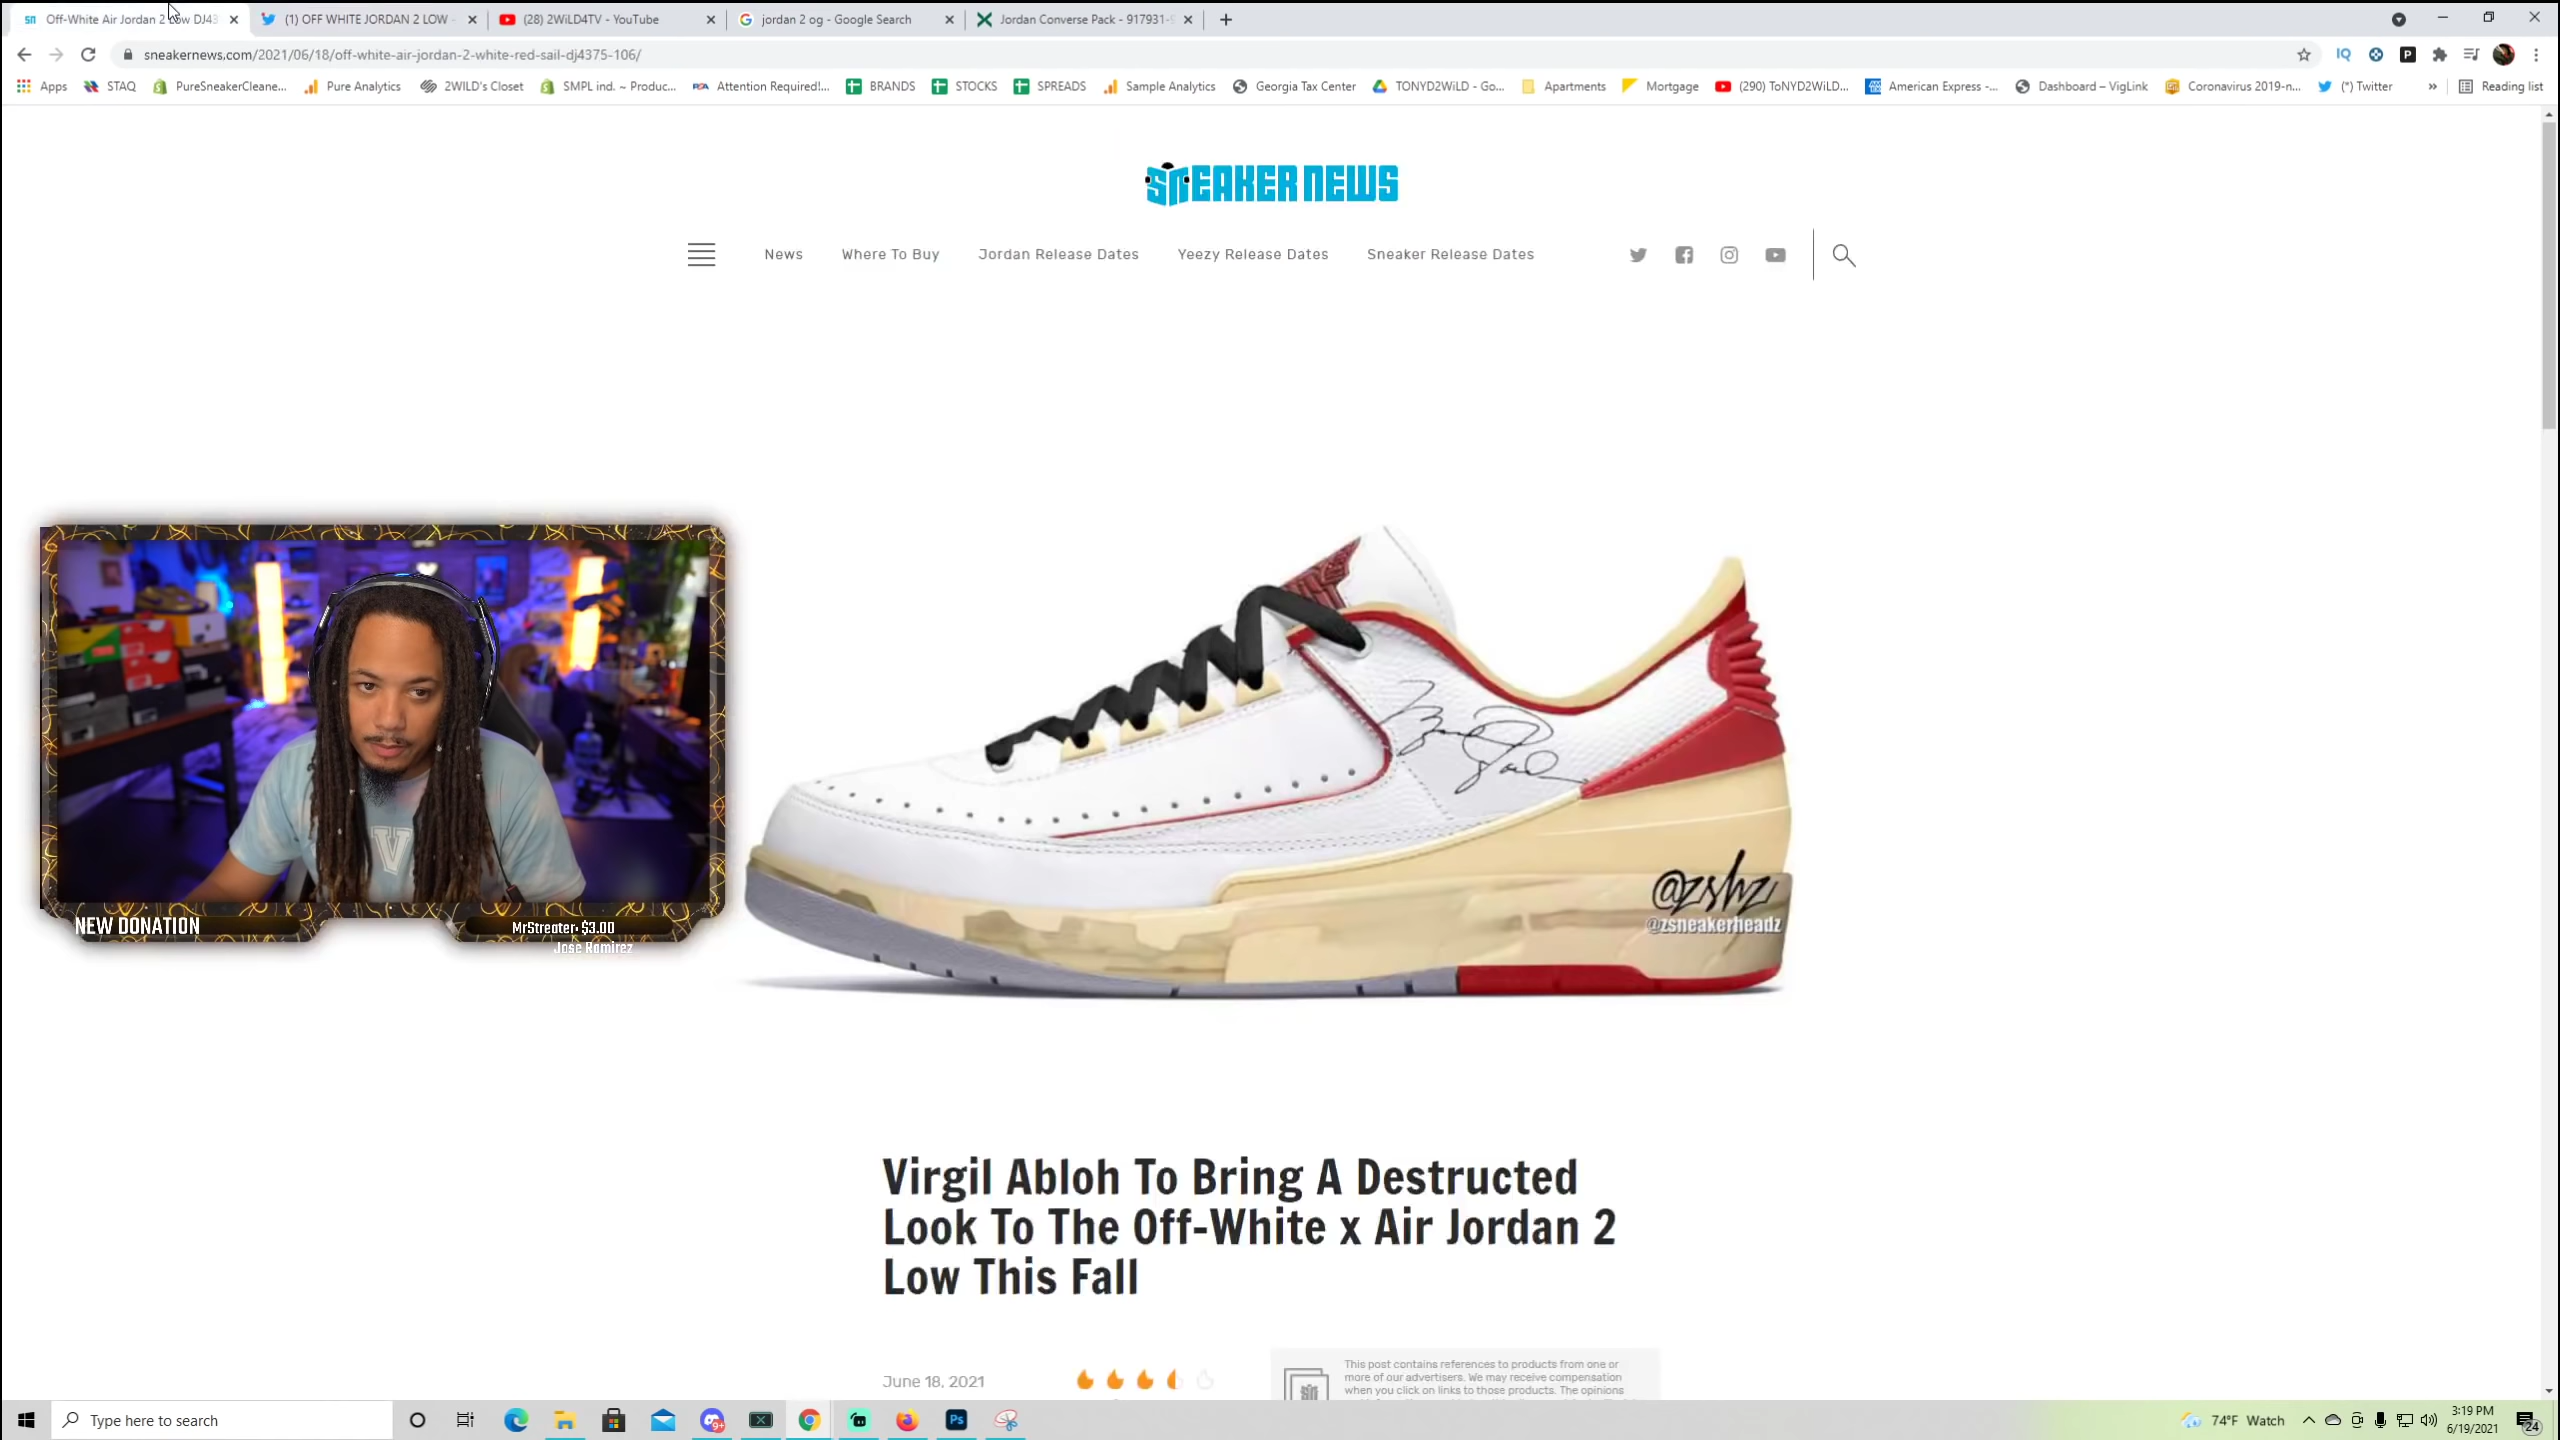 Off-White Air Jordan 2 Low DJ43
(1) OFF WHITE JORDAN 2 LOW -
(28) 2WiLD4TV - YouTube
jordan 2 og - Google Search
Jordan Converse Pack - 917931-
sneakernews.com/2021/06/18/off-white-air-jordan-2-white-red-sail-dj4375-106/
IQ
P
Apps
STAQ
PureSneakerCleane...
Pure Analytics
2WILD's Closet
SMPL ind. ~ Produc...
Attention Required!...
BRANDS
STOCKS
SPREADS
Sample Analytics
Georgia Tax Center
TONYD2WiLD - Go...
Apartments
Mortgage
(290) ToNYD2WiLD...
American Express -...
Dashboard – VigLink
Coronavirus 2019-n...
(*) Twitter
»
Reading list
SNEAKER NEWS
News
Where To Buy
Jordan Release Dates
Yeezy Release Dates
Sneaker Release Dates
V
NEW DONATION
MrStreater: $3.00
Jose Ramirez
@zshz
@zsneakerheadz
Virgil Abloh To Bring A Destructed
Look To The Off-White x Air Jordan 2
Low This Fall
June 18, 2021
This post contains references to products from one or
more of our advertisers. We may receive compensation
when you click on links to those products. The opinions
Type here to search
9+
Ps
74°F Watch
3:19 PM
6/19/2021
24